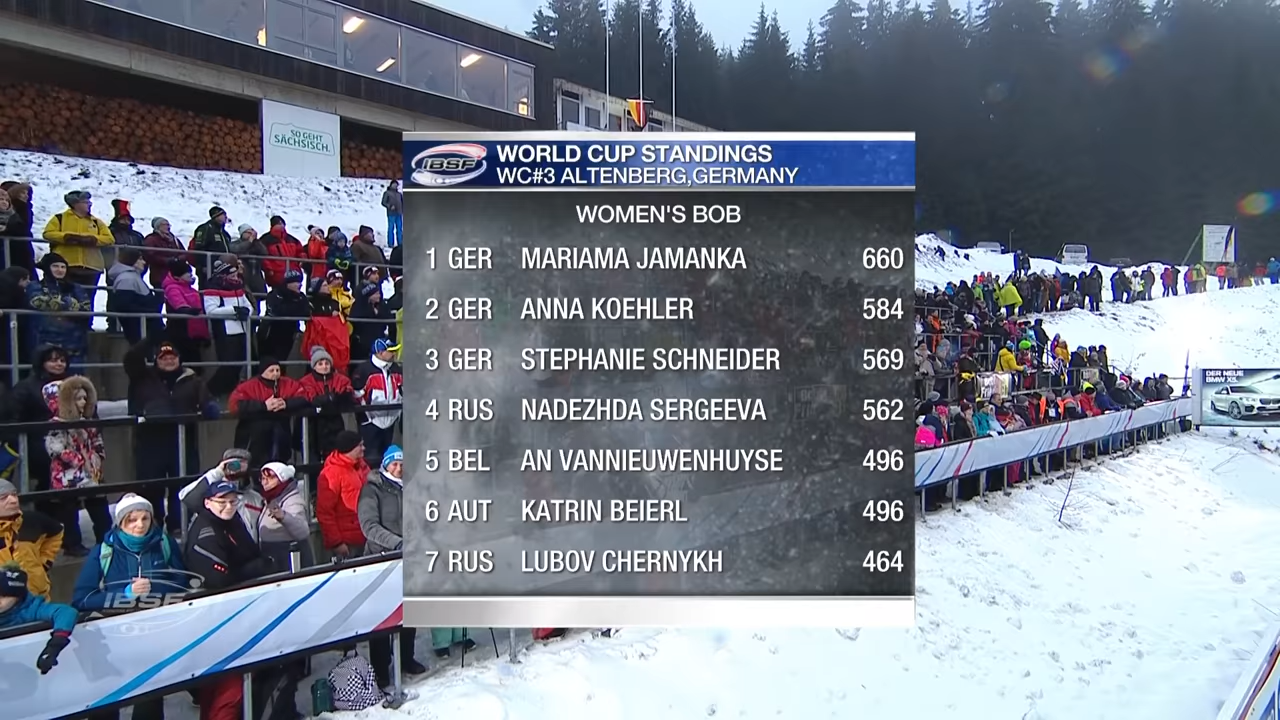 SO GEHT
SÄCHSISCH.
IBSF
WORLD CUP STANDINGS
WC#3 ALTENBERG,GERMANY
WOMEN'S BOB
1 GER MARIAMA JAMANKA 660
2 GER ANNA KOEHLER 584
3 GER STEPHANIE SCHNEIDER 569
4 RUS NADEZHDA SERGEEVA 562
5 BEL AN VANNIEUWENHUYSE 496
6 AUT KATRIN BEIERL 496
7 RUS LUBOV CHERNYKH 464
DER NEUE
BMW X5.
IBSF